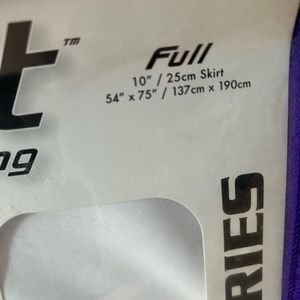 t™
Full
10" / 25cm Skirt
54" x 75" / 137cm x 190cm
ng
RIES